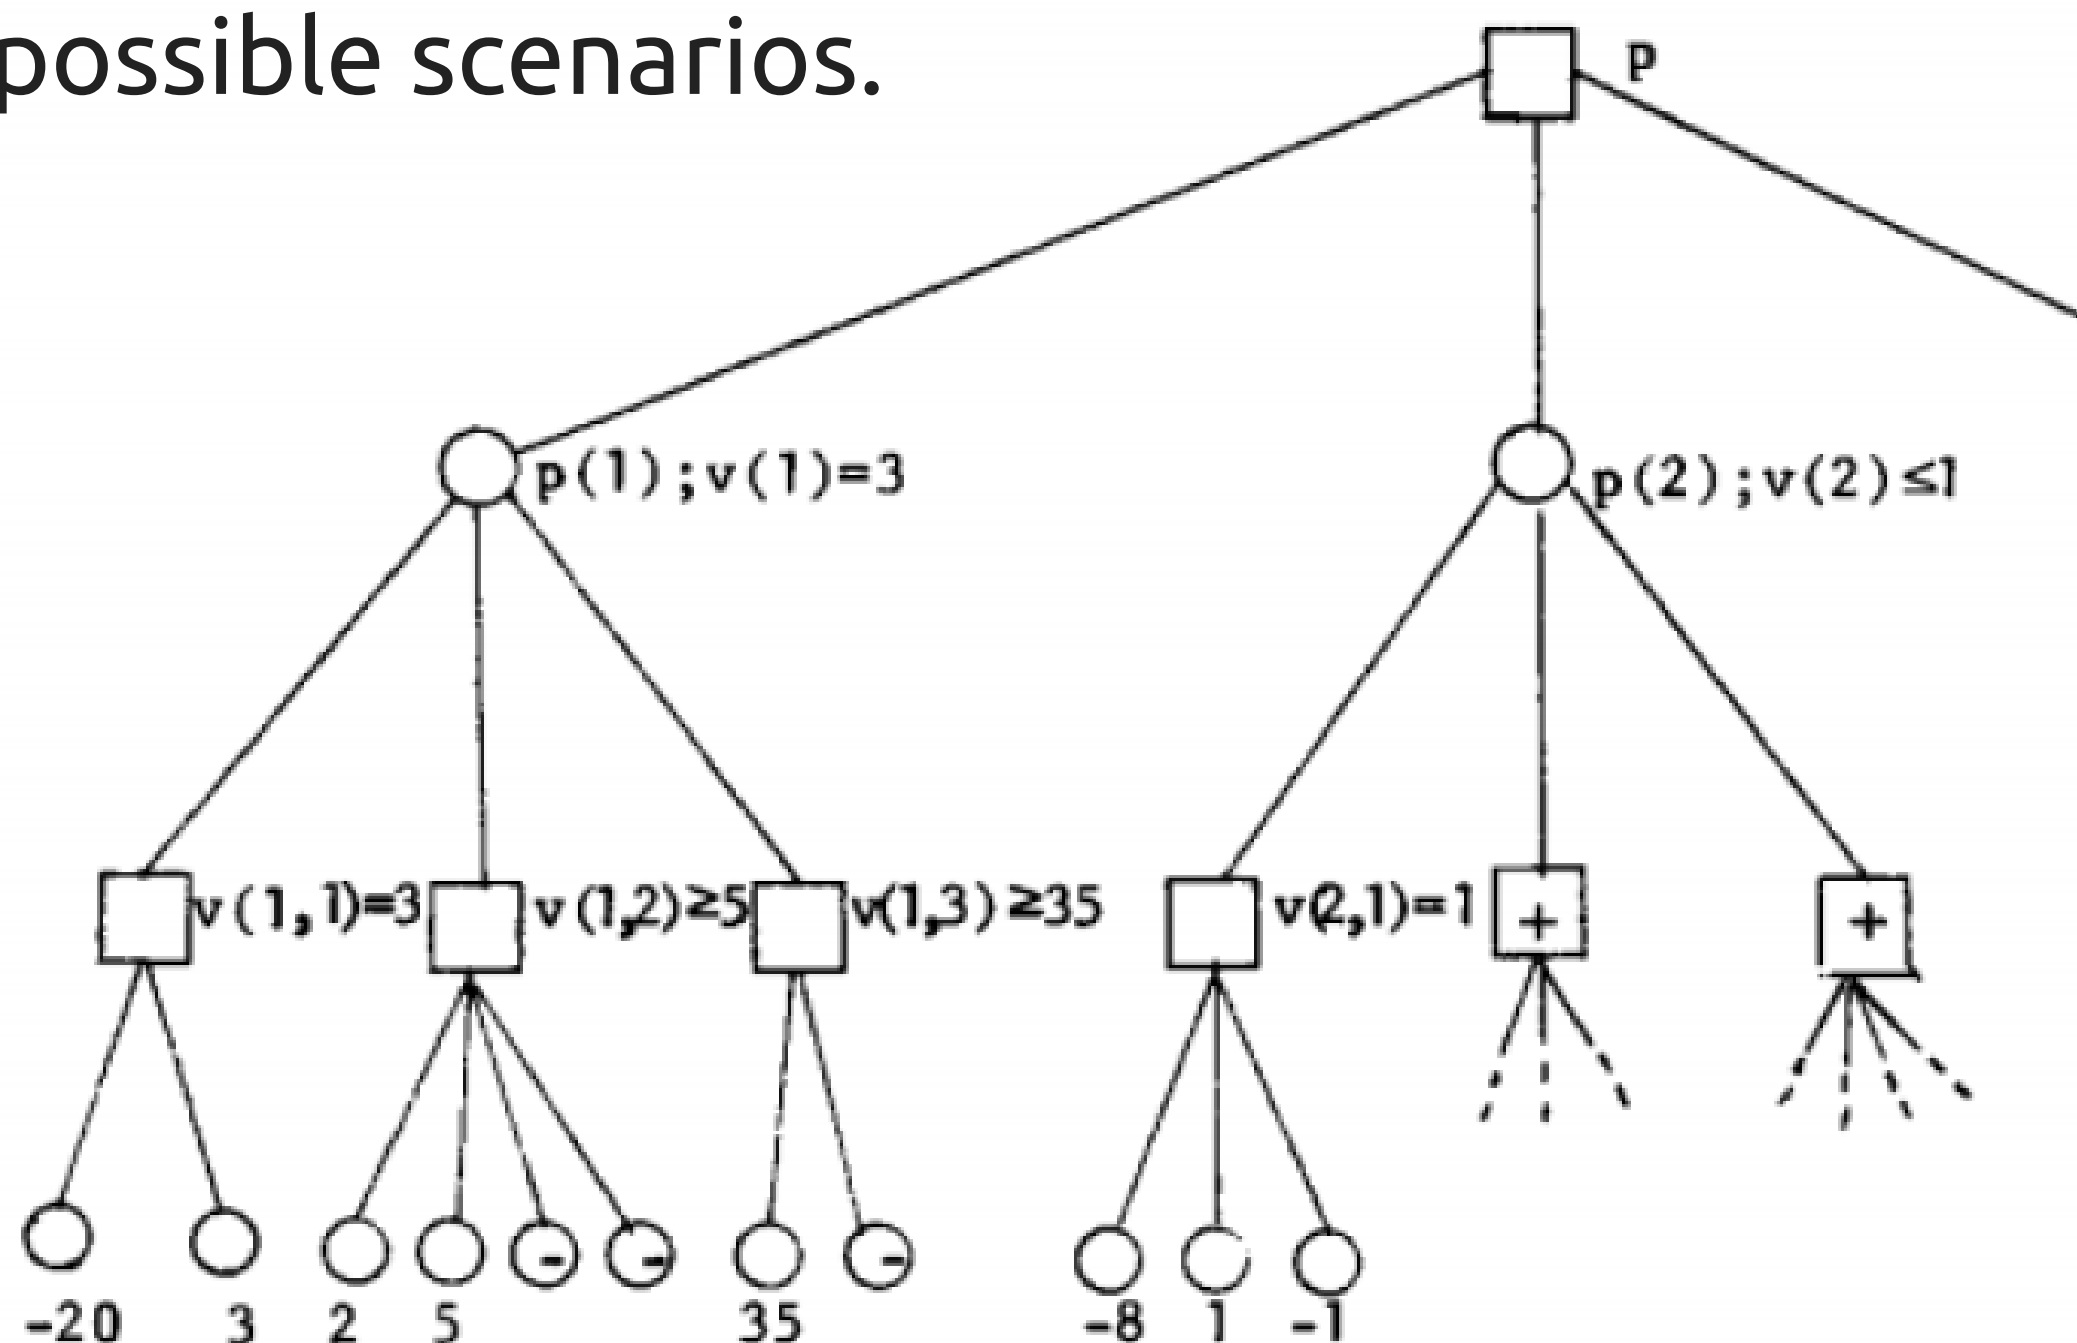 possible scenarios.
p
p(1);v(1)=3
p(2);v(2)≤1
v(1,1)=3
v(1,2)≥5
v(1,3)≥35
v(2,1)=1
+
+
-
-
-
-20
3
2
5
35
-8
1
-1